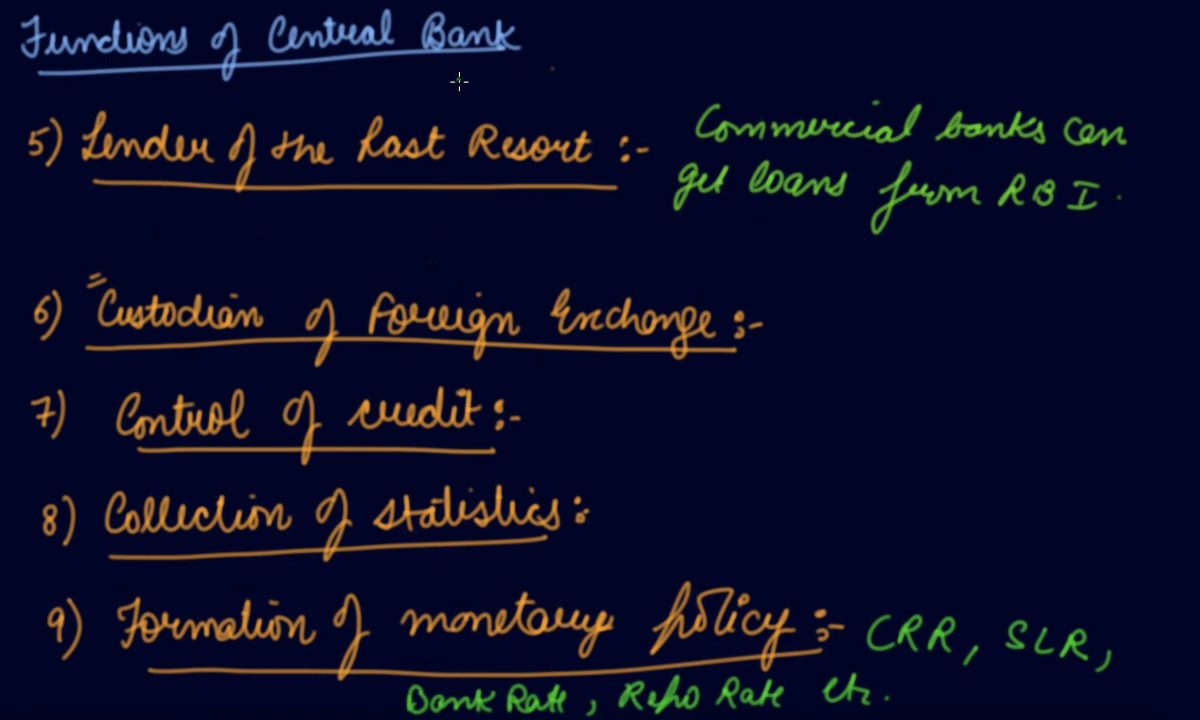 Functions of Central Bank
5) Lender of the Last Resort :- Commercial banks can
get loans from RBI.
6) Custodian of Foreign Exchange :-
7) Control of credit :-
8) Collection of statistics :-
9) Formation of monetary policy :- CRR, SLR,
Bank Rate, Repo Rate etc.